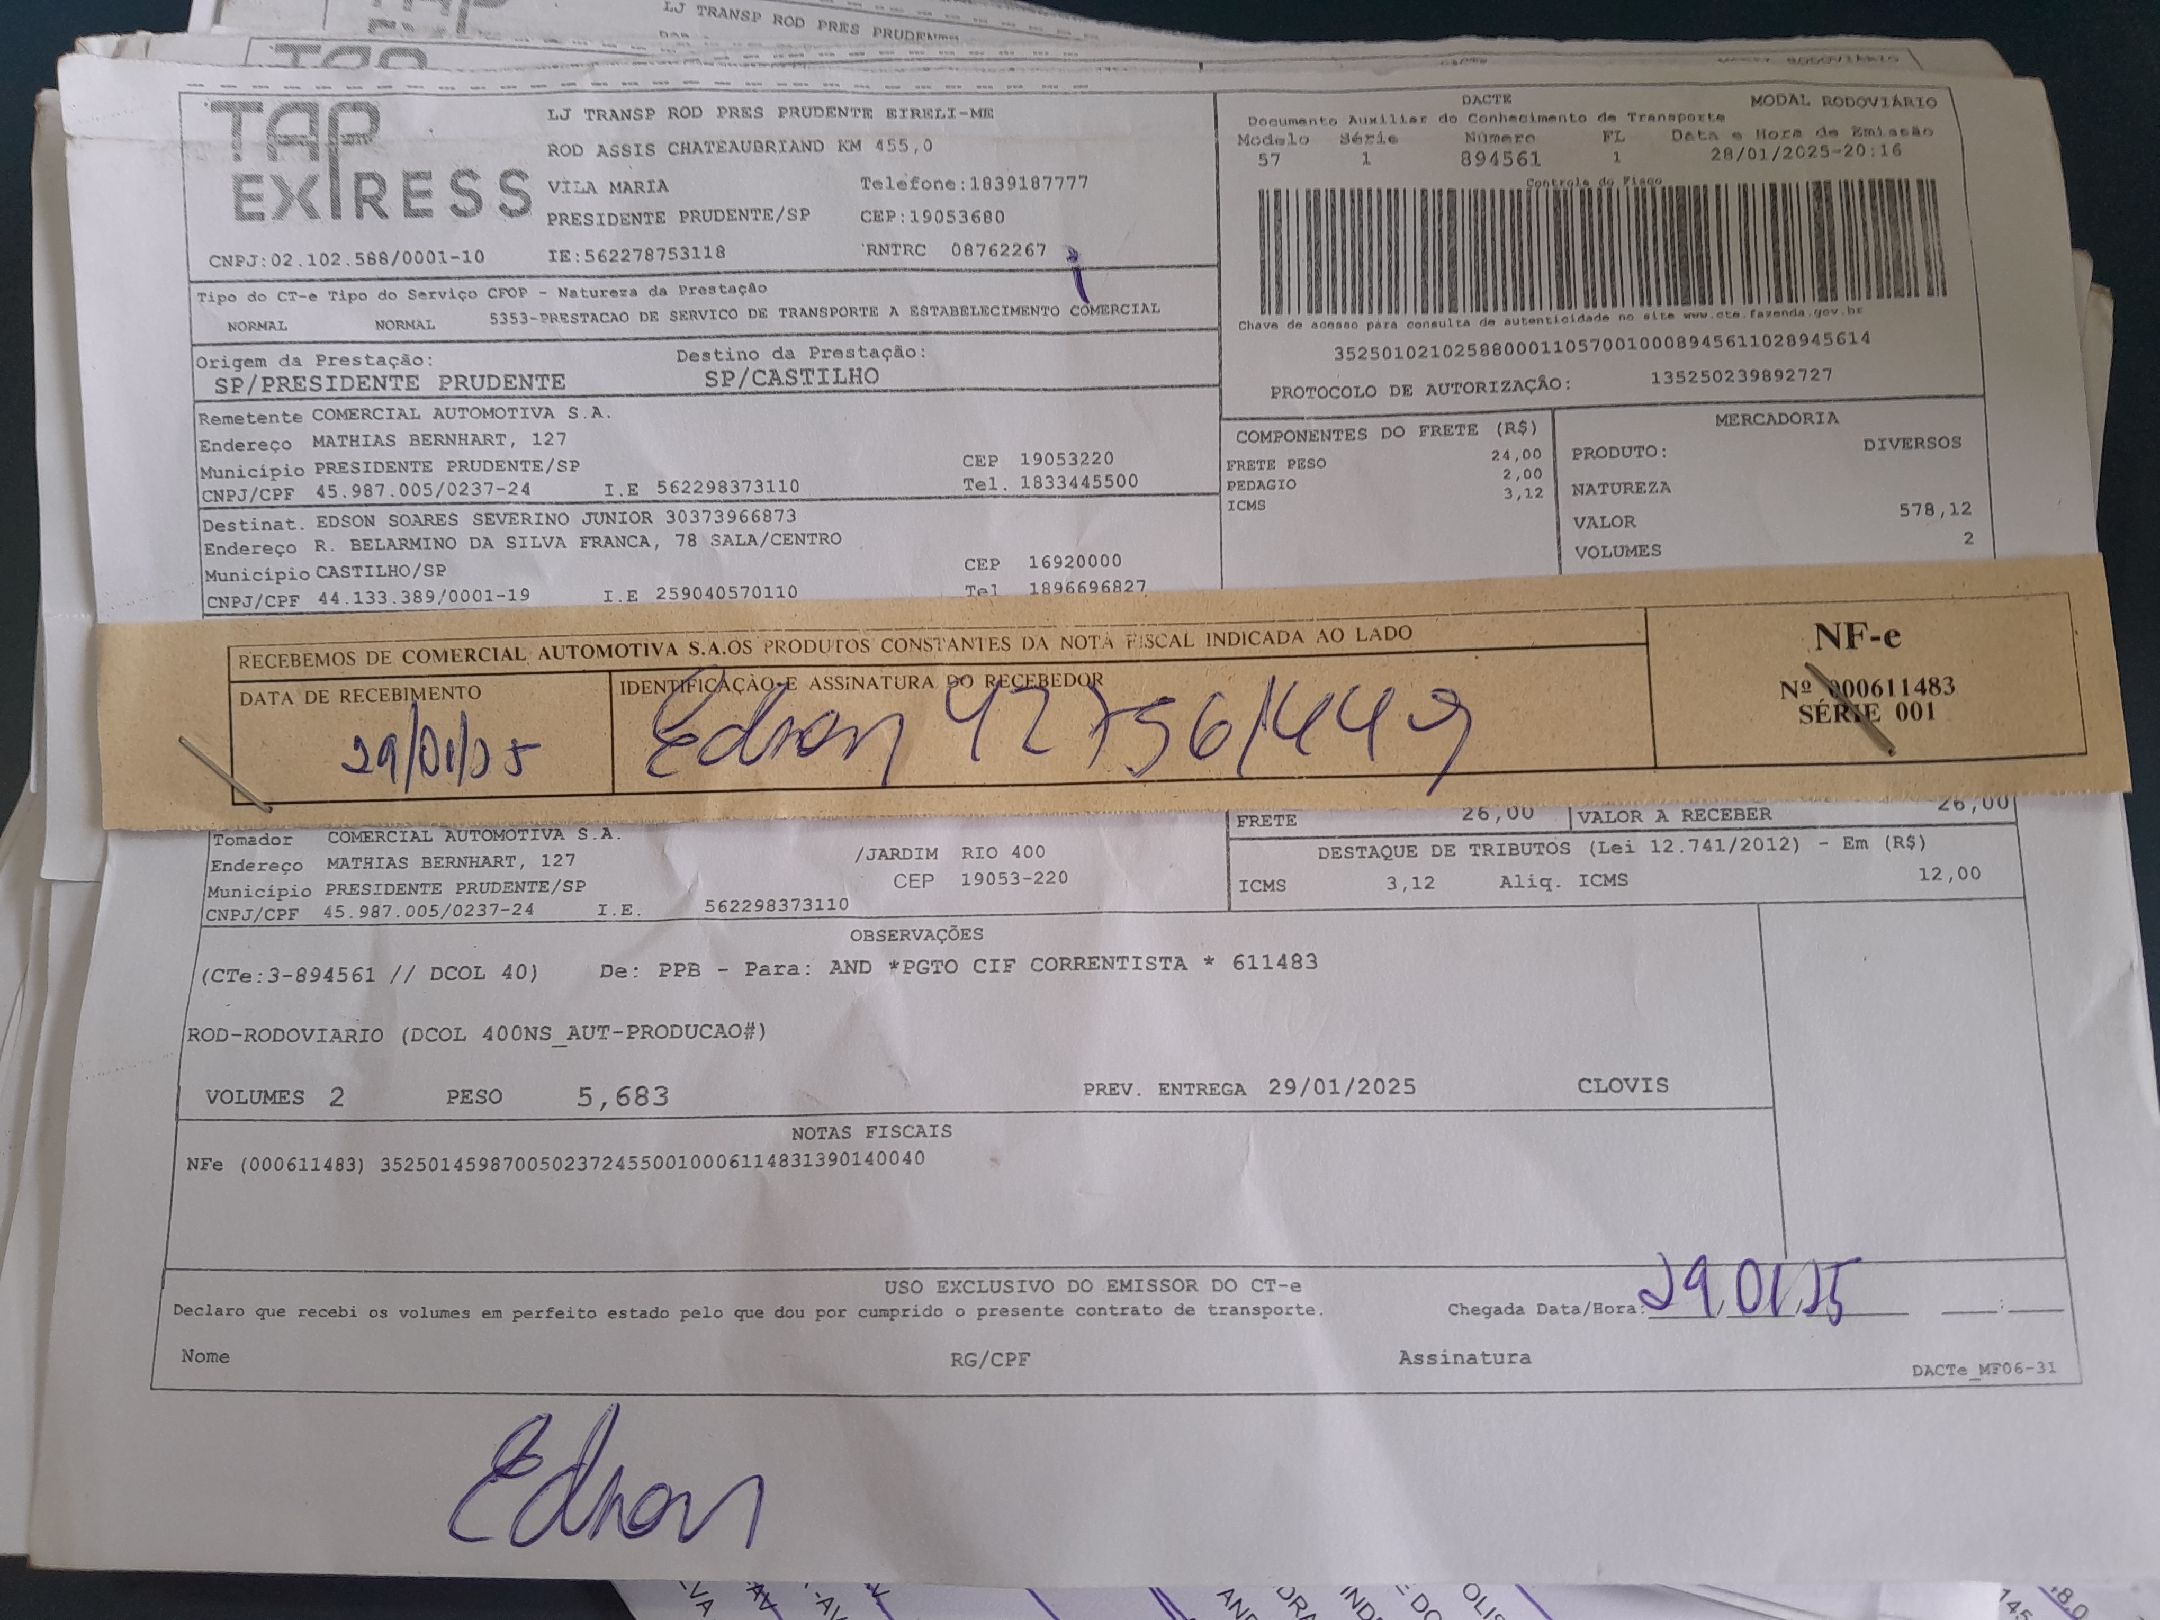 LJ TRANSP ROD PRES PRUDENTE
TAP EXPRESS
LJ TRANSP ROD PRES PRUDENTE EIRELI-ME
ROD ASSIS CHATEAUBRIAND KM 455,0
VILA MARIA Telefone:1839187777
PRESIDENTE PRUDENTE/SP CEP:19053680
CNPJ:02.102.588/0001-10 IE:562278753118 RNTRC 08762267
DACTE MODAL RODOVIÁRIO
Documento Auxiliar do Conhecimento de Transporte
Modelo Série Número FL Data e Hora de Emissão
57 1 894561 1 28/01/2025-20:16
Controle do Fisco
Chave de acesso para consulta de autenticidade no site www.cte.fazenda.gov.br
35250102102588000110570010008945611028945614
PROTOCOLO DE AUTORIZAÇÃO: 135250239892727
Tipo do CT-e Tipo do Serviço CFOP - Natureza da Prestação
NORMAL NORMAL 5353-PRESTACAO DE SERVICO DE TRANSPORTE A ESTABELECIMENTO COMERCIAL
Origem da Prestação: Destino da Prestação:
SP/PRESIDENTE PRUDENTE SP/CASTILHO
Remetente COMERCIAL AUTOMOTIVA S.A.
Endereço MATHIAS BERNHART, 127
Município PRESIDENTE PRUDENTE/SP CEP 19053220
CNPJ/CPF 45.987.005/0237-24 I.E 562298373110 Tel. 1833445500
Destinat. EDSON SOARES SEVERINO JUNIOR 30373966873
Endereço R. BELARMINO DA SILVA FRANCA, 78 SALA/CENTRO
Município CASTILHO/SP CEP 16920000
CNPJ/CPF 44.133.389/0001-19 I.E 259040570110 Tel 1896696827
COMPONENTES DO FRETE (R$)
FRETE PESO 24,00
PEDAGIO 2,00
ICMS 3,12
MERCADORIA
PRODUTO: DIVERSOS
NATUREZA
VALOR 578,12
VOLUMES 2
RECEBEMOS DE COMERCIAL AUTOMOTIVA S.A.OS PRODUTOS CONSTANTES DA NOTA FISCAL INDICADA AO LADO
DATA DE RECEBIMENTO IDENTIFICAÇÃO E ASSINATURA DO RECEBEDOR
29/01/25 Edson
NF-e
Nº 000611483
SÉRIE 001
FRETE 26,00 VALOR A RECEBER 26,00
Tomador COMERCIAL AUTOMOTIVA S.A.
Endereço MATHIAS BERNHART, 127 /JARDIM RIO 400
Município PRESIDENTE PRUDENTE/SP CEP 19053-220
CNPJ/CPF 45.987.005/0237-24 I.E. 562298373110
DESTAQUE DE TRIBUTOS (Lei 12.741/2012) - Em (R$)
ICMS 3,12 Aliq. ICMS 12,00
OBSERVAÇÕES
(CTe:3-894561 // DCOL 40) De: PPB - Para: AND *PGTO CIF CORRENTISTA * 611483
ROD-RODOVIARIO (DCOL 400NS_AUT-PRODUCAO#)
VOLUMES 2 PESO 5,683 PREV. ENTREGA 29/01/2025 CLOVIS
NOTAS FISCAIS
NFe (000611483) 35250145987005023724550010006114831390140040
USO EXCLUSIVO DO EMISSOR DO CT-e
Declaro que recebi os volumes em perfeito estado pelo que dou por cumprido o presente contrato de transporte. Chegada Data/Hora: 29/01/25
Nome RG/CPF Assinatura DACTe_MF06-31
Edson